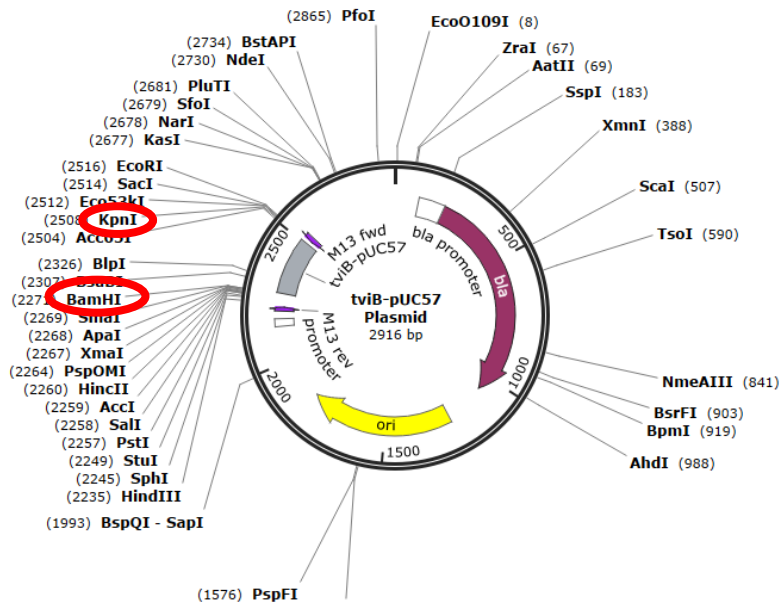 (2865) PfoI
EcoO109I (8)
(2734) BstAPI
(2730) NdeI
ZraI (67)
AatII (69)
(2681) PluTI
(2679) SfoI
(2678) NarI
(2677) KasI
SspI (183)
XmnI (388)
(2516) EcoRI
(2514) SacI
(2512) Eco53kI
(2508) KpnI
(2504) Acc65I
ScaI (507)
TsoI (590)
(2326) BlpI
(2307)
(2271) BamHI
(2269) SmaI
(2268) ApaI
(2267) XmaI
(2264) PspOMI
(2260) HincII
(2259) AccI
(2258) SalI
(2257) PstI
(2249) StuI
(2245) SphI
(2235) HindIII
(1993) BspQI - SapI
(1576) PspFI
NmeAIII (841)
BsrFI (903)
BpmI (919)
AhdI (988)
500
1000
1500
2000
2500
M13 fwd
tviB-pUC57
bla promoter
bla
tviB-pUC57
Plasmid
2916 bp
M13 rev
promoter
ori